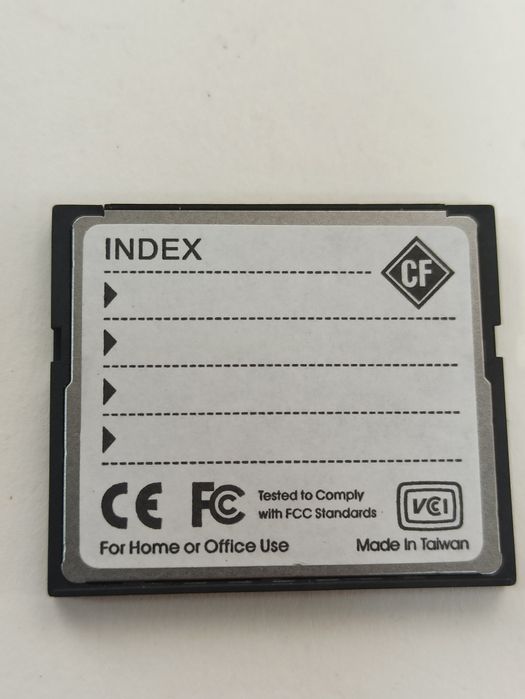 INDEX
CF
CE FC Tested to Comply
with FCC Standards
VCI
For Home or Office Use
Made In Taiwan